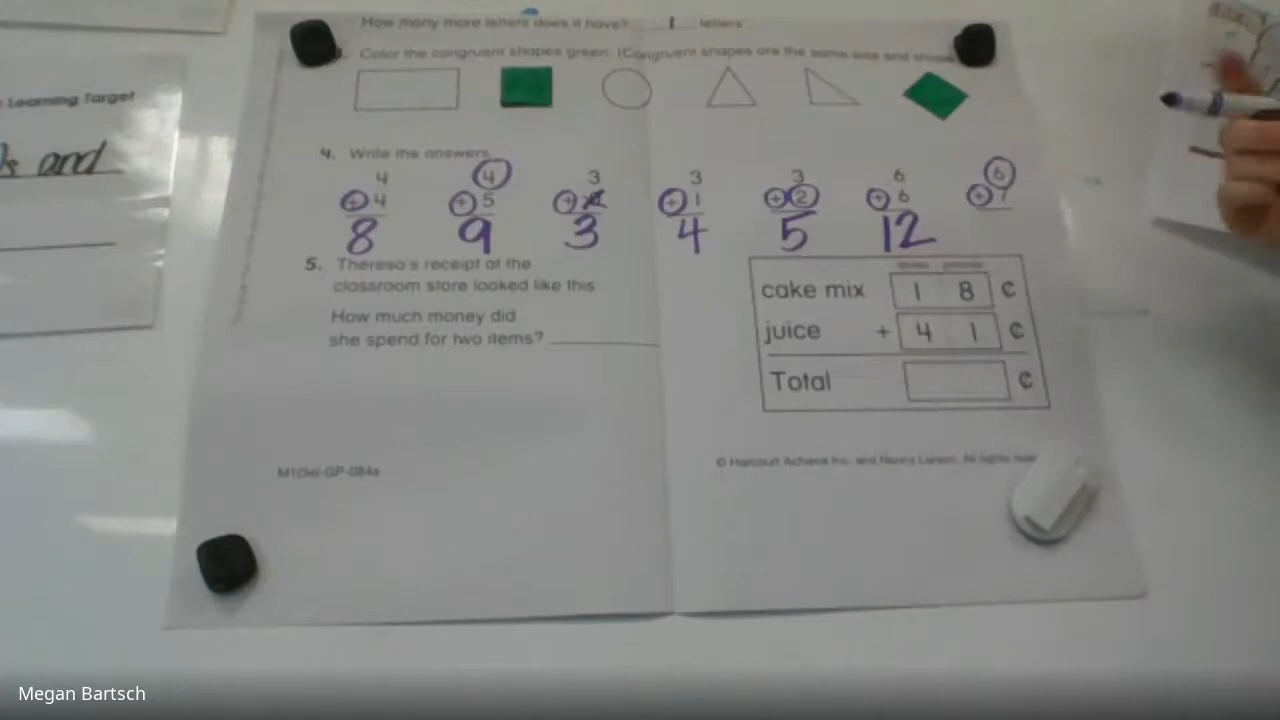 How many more letters does it have? 1 letters
Color the congruent shapes green. (Congruent shapes are the same size and shape
Learning Target
and
4. Write the answers.
4 4 3 3 3 6 6
+ 4 + 5 + + 1 + 2 + 6 + 7
8 9 3 4 5 12
5. Theresa's receipt at the
classroom store looked like this
How much money did
she spend for two items?
cake mix 1 8 ¢
juice + 4 1 ¢
Total ¢
© Harcourt Achieve Inc. and Nancy Larson. All rights
Megan Bartsch